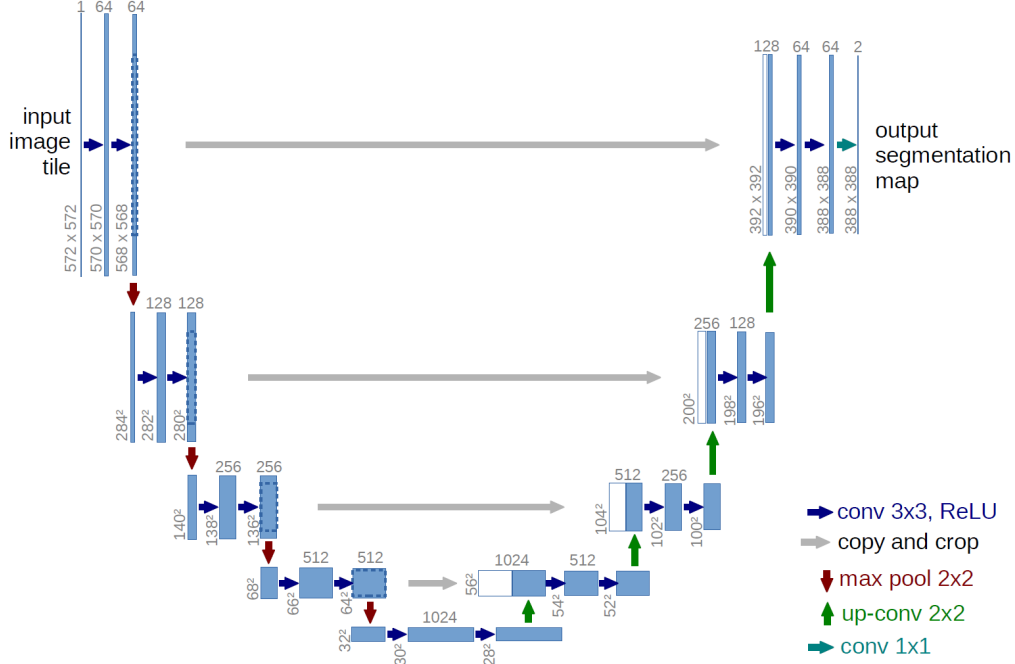 1 64 64
128 64 64 2
input
image
tile
output
segmentation
map
572 x 572
570 x 570
568 x 568
392 x 392
390 x 390
388 x 388
388 x 388
128 128
256 128
284²
282²
280²
200²
198²
196²
256 256
512 256
140²
138²
136²
104²
102²
100²
512 512
1024 512
68²
66²
64²
56²
54²
52²
1024
32²
30²
28²
conv 3x3, ReLU
copy and crop
max pool 2x2
up-conv 2x2
conv 1x1